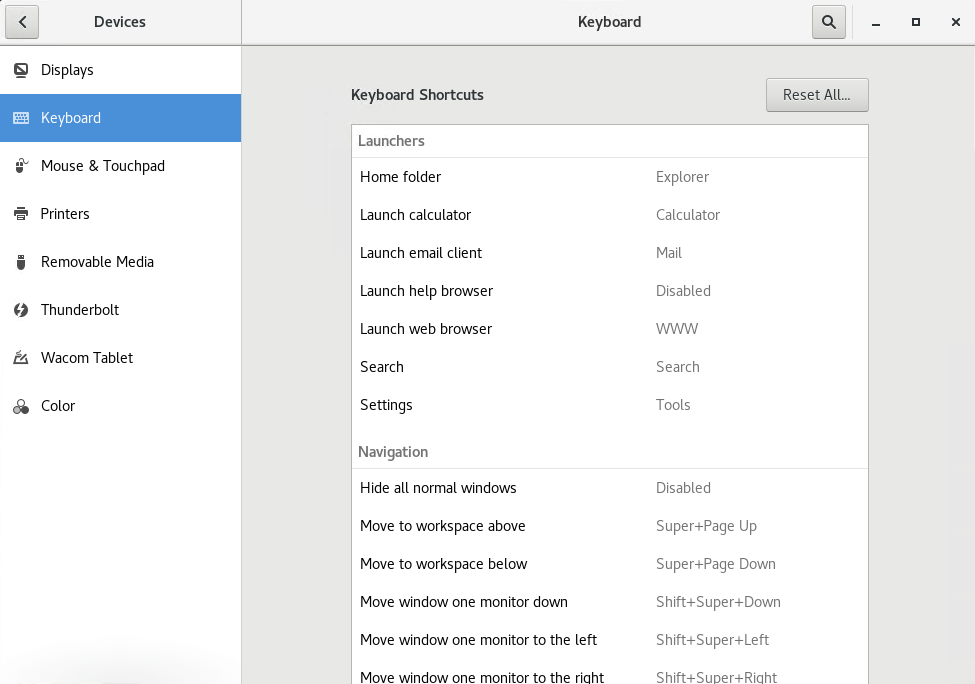 Devices
Keyboard
Displays
Keyboard
Mouse & Touchpad
Printers
Removable Media
Thunderbolt
Wacom Tablet
Color
Keyboard Shortcuts
Reset All...
Launchers
Home folder Explorer
Launch calculator Calculator
Launch email client Mail
Launch help browser Disabled
Launch web browser WWW
Search Search
Settings Tools
Navigation
Hide all normal windows Disabled
Move to workspace above Super+Page Up
Move to workspace below Super+Page Down
Move window one monitor down Shift+Super+Down
Move window one monitor to the left Shift+Super+Left
Move window one monitor to the right Shift+Super+Right